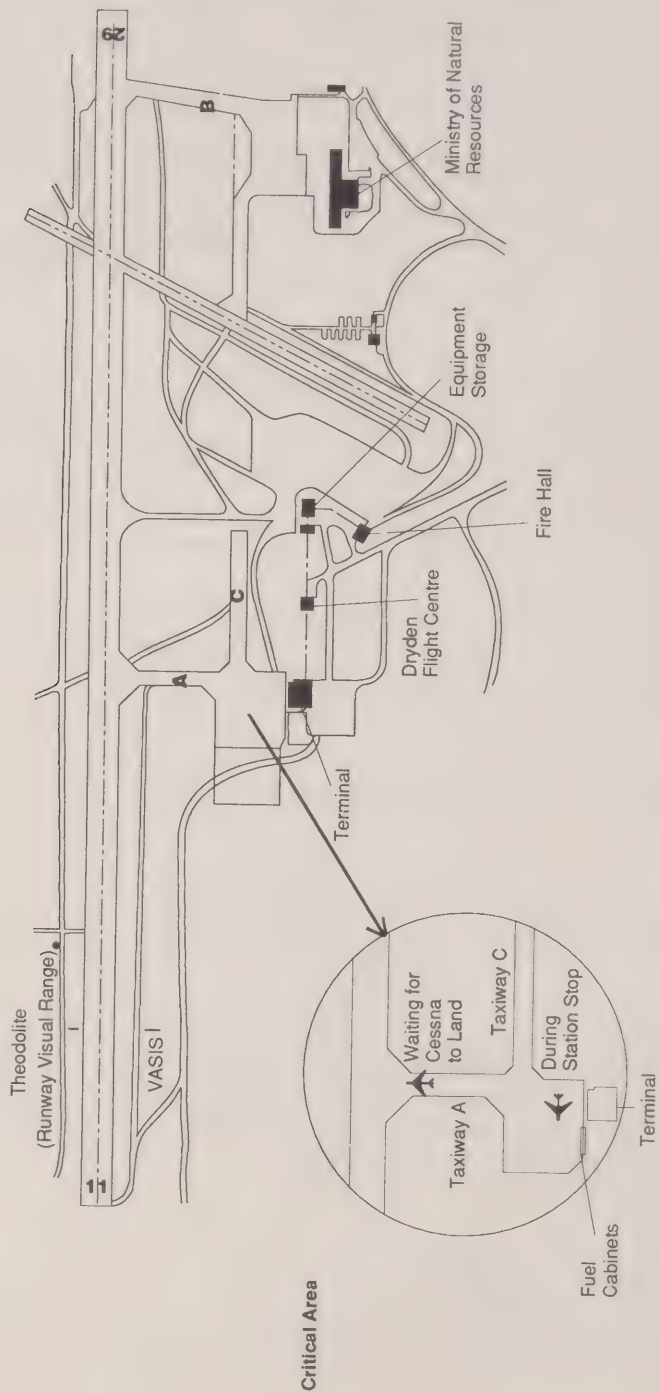 Theodolite
(Runway Visual Range)
11
29
VASIS
A
B
C
Terminal
Dryden
Flight Centre
Equipment
Storage
Fire Hall
Ministry of Natural
Resources
Critical Area
Waiting for
Cessna
to Land
Taxiway A
Taxiway C
During
Station Stop
Fuel
Cabinets
Terminal